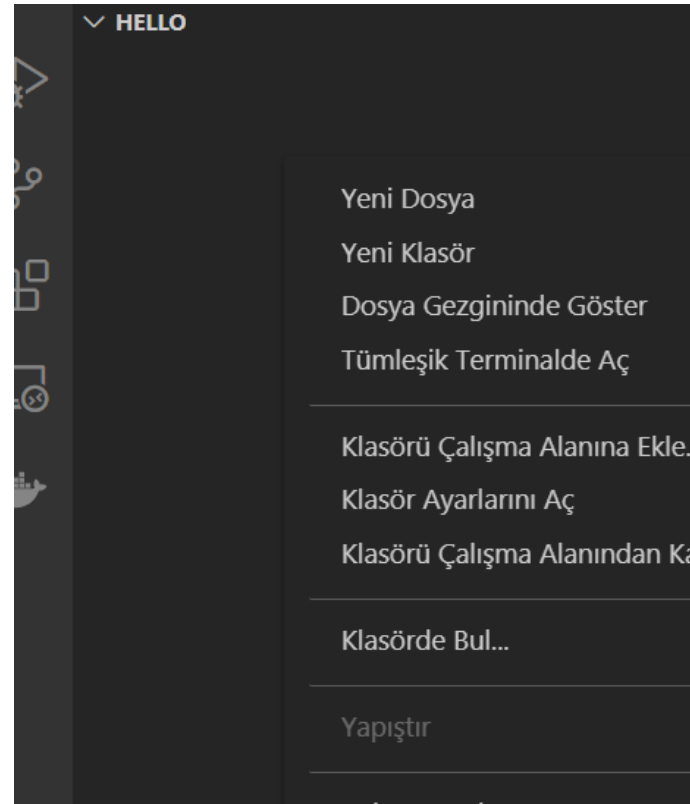 HELLO
Yeni Dosya
Yeni Klasör
Dosya Gezgininde Göster
Tümleşik Terminalde Aç
Klasörü Çalışma Alanına Ekle.
Klasör Ayarlarını Aç
Klasörü Çalışma Alanından
Klasörde Bul...
Yapıştır